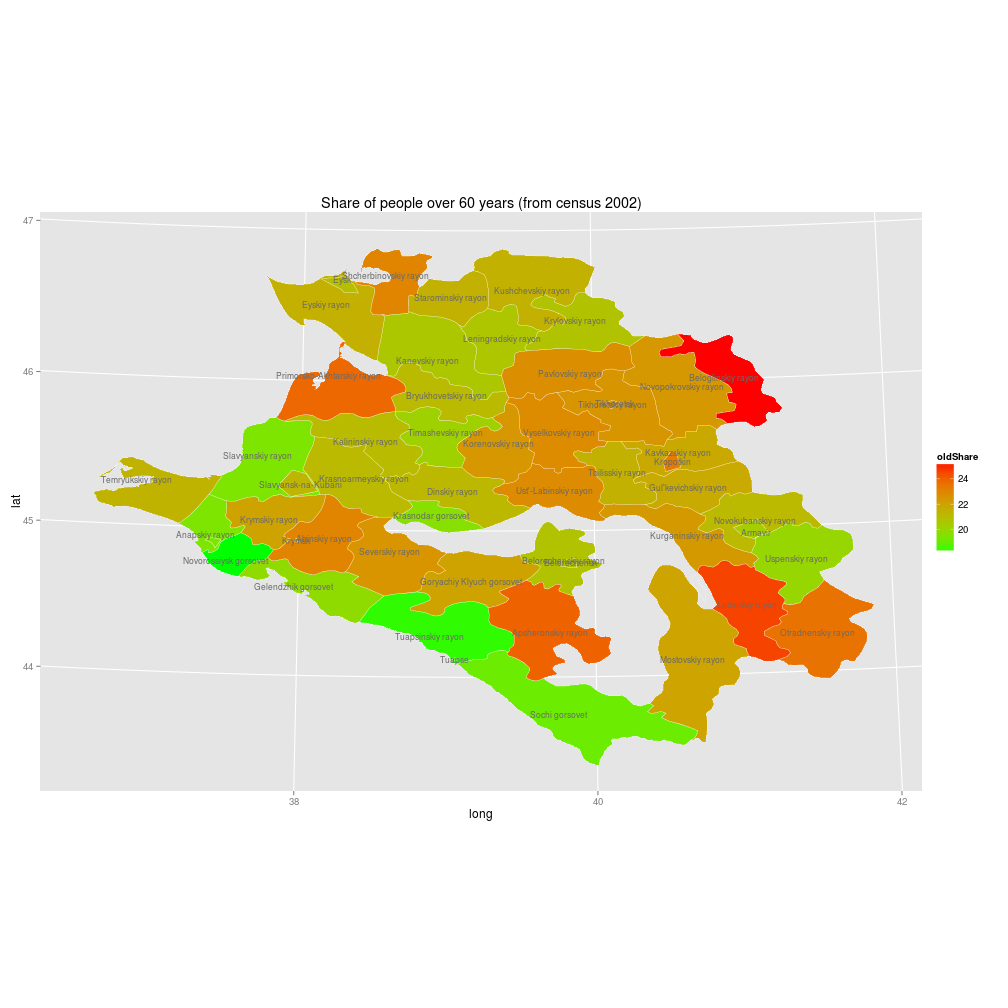 Share of people over 60 years (from census 2002)
47
46
45
44
lat
38
40
42
long
oldShare
24
22
20
Shcherbinovskiy rayon
Eysk
Eyskiy rayon
Starominskiy rayon
Kushchevskiy rayon
Krylovskiy rayon
Leningradskiy rayon
Kanevskiy rayon
Primorsko-Akhtarskiy rayon
Pavlovskiy rayon
Beloglinskiy rayon
Novopokrovskiy rayon
Bryukhovetskiy rayon
Tikhoretskiy rayon
Tikhoretsk
Timashevskiy rayon
Vyselkovskiy rayon
Korenovskiy rayon
Kalininskiy rayon
Slavyanskiy rayon
Kavkazskiy rayon
Kropotkin
Tbilisskiy rayon
Temryukskiy rayon
Krasnoarmeyskiy rayon
Slavyansk-na-Kubani
Dinskiy rayon
Ust'-Labinskiy rayon
Gul'kevichskiy rayon
Krasnodar gorsovet
Krymskiy rayon
Novokubanskiy rayon
Armavir
Anapskiy rayon
Krymsk
Abinskiy rayon
Kurganinskiy rayon
Severskiy rayon
Novorossiysk gorsovet
Belorechenskiy rayon
Belorechensk
Uspenskiy rayon
Goryachiy Klyuch gorsovet
Gelendzhik gorsovet
Labinskiy rayon
Tuapsinskiy rayon
Apsheronskiy rayon
Otradnenskiy rayon
Tuapse
Mostovskiy rayon
Sochi gorsovet